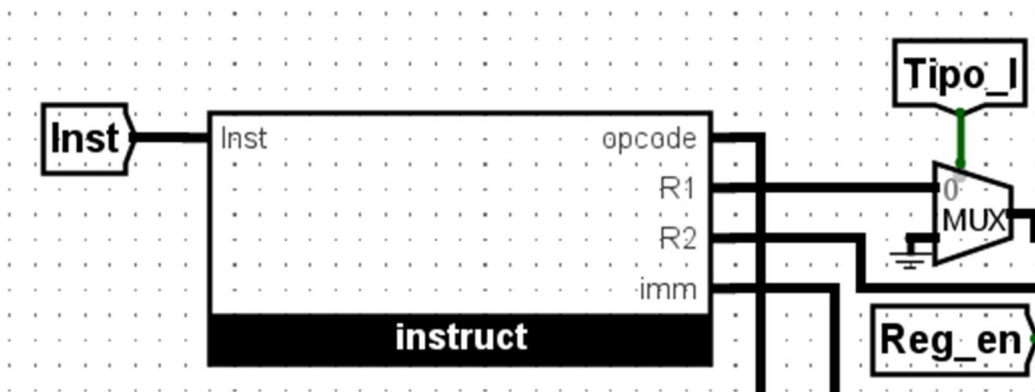 Tipo_I
Inst
Inst
opcode
R1
0
MUX
R2
imm
instruct
Reg_en